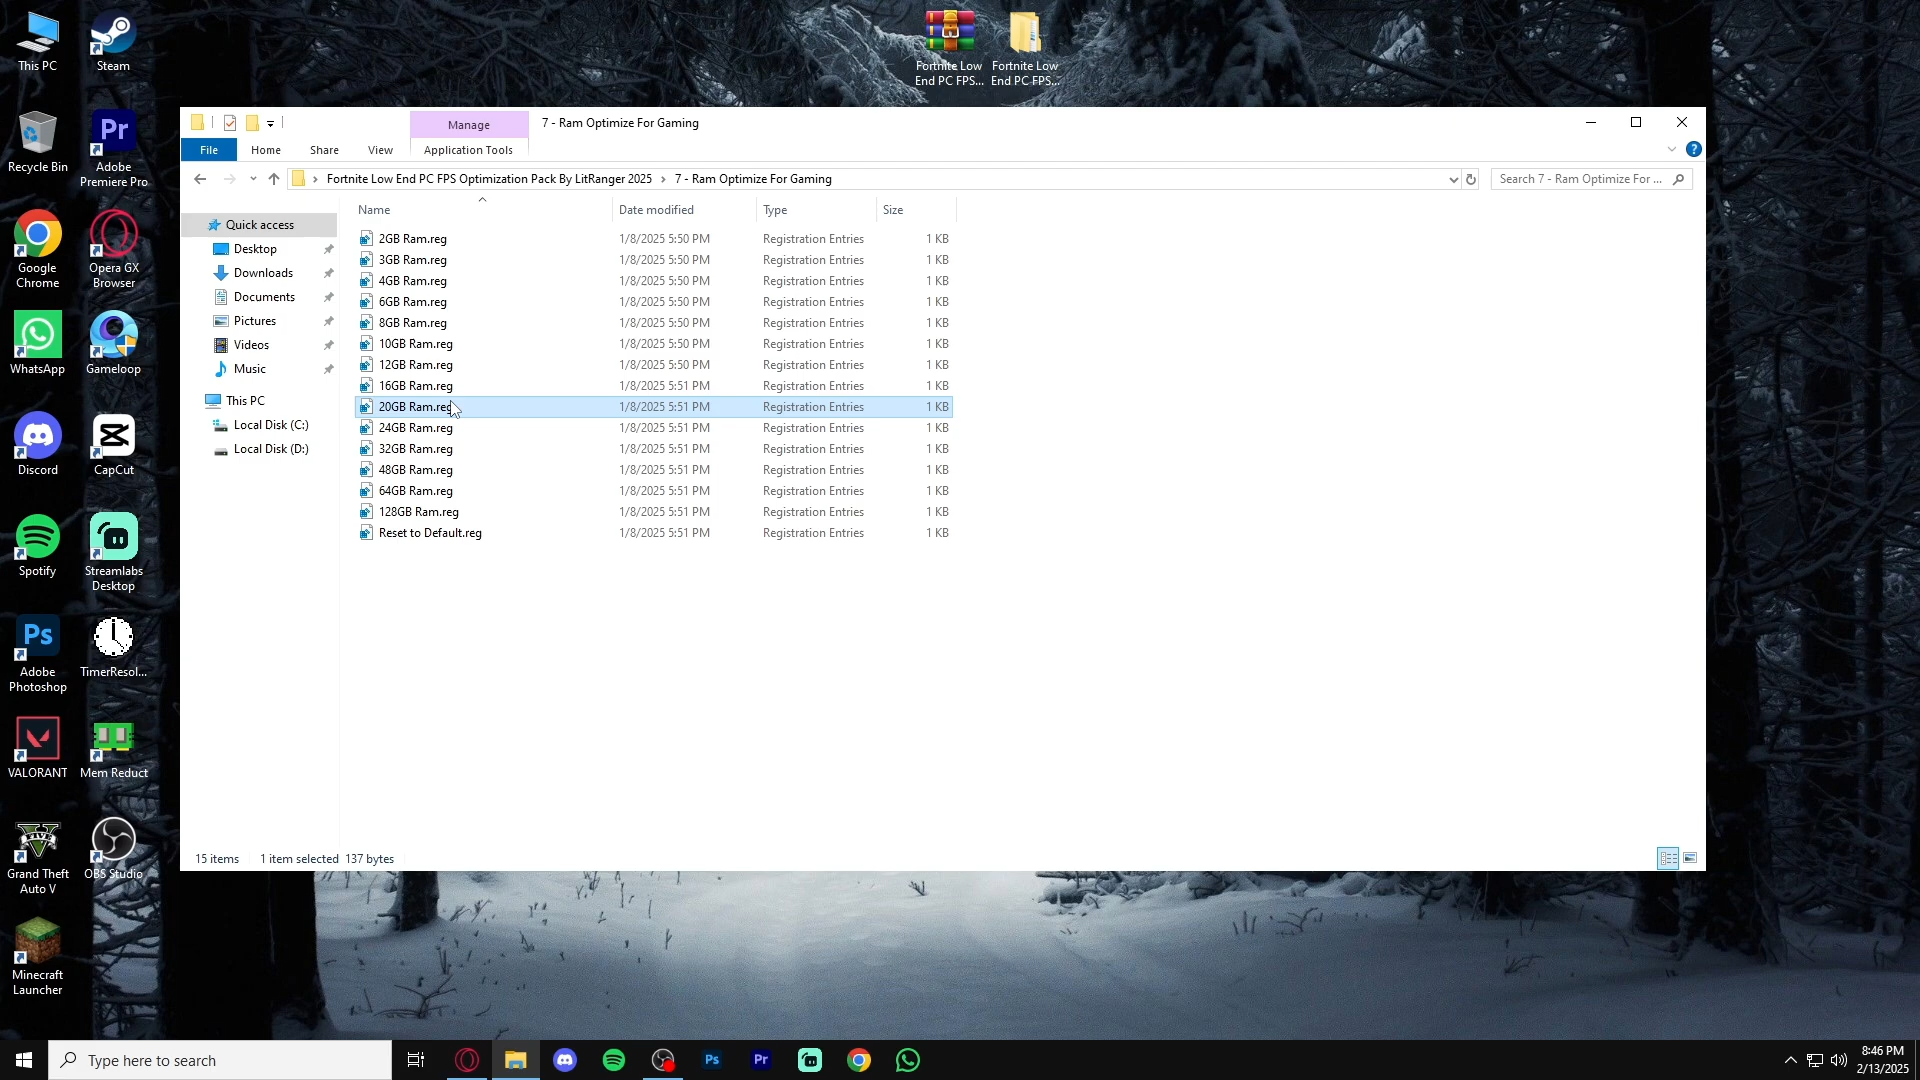 This PC
Steam
Recycle Bin
Adobe
Premiere Pro
Google
Chrome
Opera GX
Browser
WhatsApp
Gameloop
Discord
CapCut
Spotify
Streamlabs
Desktop
Adobe
Photoshop
TimerResol...
VALORANT
Mem Reduct
Grand Theft
Auto V
OBS Studio
Minecraft
Launcher
Fortnite Low
End PC FPS...
Fortnite Low
End PC FPS...
Manage
7 - Ram Optimize For Gaming
File
Home
Share
View
Application Tools
Fortnite Low End PC FPS Optimization Pack By LitRanger 2025 › 7 - Ram Optimize For Gaming
Search 7 - Ram Optimize For ...
Quick access
Desktop
Downloads
Documents
Pictures
Videos
Music
This PC
Local Disk (C:)
Local Disk (D:)
Name Date modified Type Size
2GB Ram.reg 1/8/2025 5:50 PM Registration Entries 1 KB
3GB Ram.reg 1/8/2025 5:50 PM Registration Entries 1 KB
4GB Ram.reg 1/8/2025 5:50 PM Registration Entries 1 KB
6GB Ram.reg 1/8/2025 5:50 PM Registration Entries 1 KB
8GB Ram.reg 1/8/2025 5:50 PM Registration Entries 1 KB
10GB Ram.reg 1/8/2025 5:50 PM Registration Entries 1 KB
12GB Ram.reg 1/8/2025 5:50 PM Registration Entries 1 KB
16GB Ram.reg 1/8/2025 5:51 PM Registration Entries 1 KB
20GB Ram.reg 1/8/2025 5:51 PM Registration Entries 1 KB
24GB Ram.reg 1/8/2025 5:51 PM Registration Entries 1 KB
32GB Ram.reg 1/8/2025 5:51 PM Registration Entries 1 KB
48GB Ram.reg 1/8/2025 5:51 PM Registration Entries 1 KB
64GB Ram.reg 1/8/2025 5:51 PM Registration Entries 1 KB
128GB Ram.reg 1/8/2025 5:51 PM Registration Entries 1 KB
Reset to Default.reg 1/8/2025 5:51 PM Registration Entries 1 KB
15 items 1 item selected 137 bytes
Type here to search
Ps
Pr
8:46 PM
2/13/2025